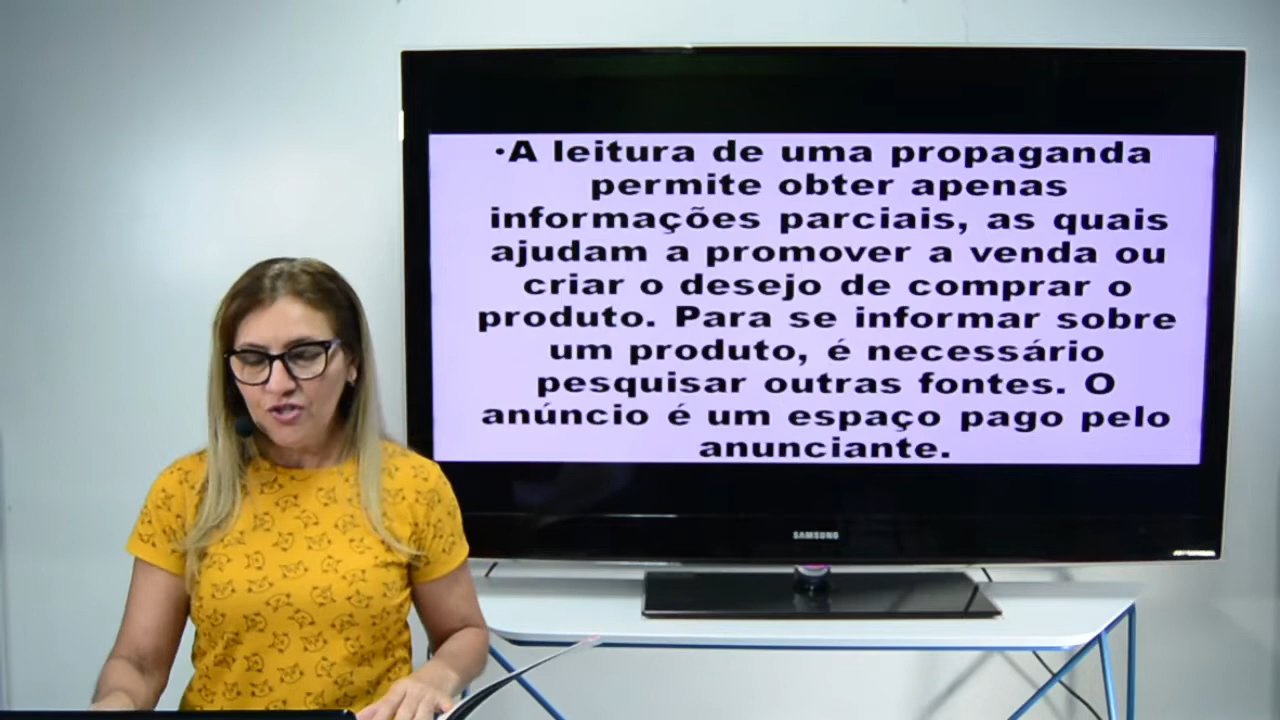 •A leitura de uma propaganda
permite obter apenas
informações parciais, as quais
ajudam a promover a venda ou
criar o desejo de comprar o
produto. Para se informar sobre
um produto, é necessário
pesquisar outras fontes. O
anúncio é um espaço pago pelo
anunciante.
SAMSUNG